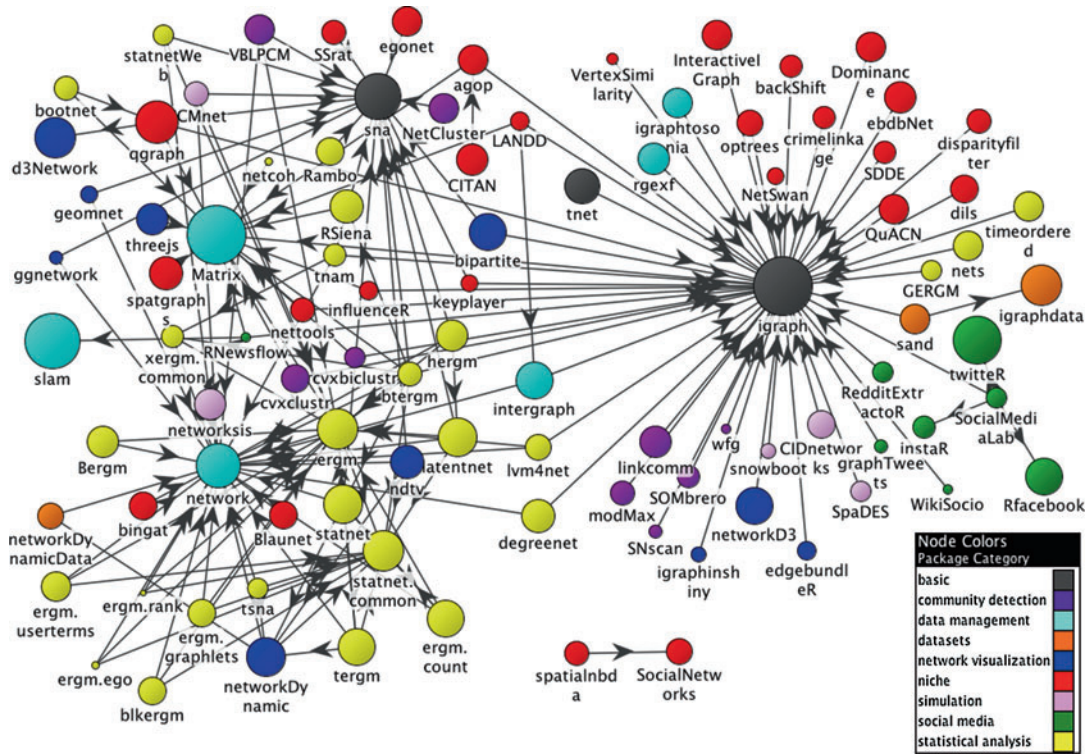 statnetWe
b
VBLPCM
SSrat
egonet
agop
VertexSimi
larity
InteractiveI
Graph
backShift
Dominanc
e
bootnet
CMnet
sna
NetCluster
LANDD
igraphtoso
nia
optrees
crimelinka
ge
ebdbNet
disparityfil
ter
d3Network
qgraph
netcoh
Rambo
CITAN
rgexf
SDDE
NetSwan
tnet
geomnet
threejs
Matrix
RSiena
bipartite
QuACN
dils
timeordere
d
ggnetwork
spatgraph
s
tnam
influenceR
keyplayer
nets
GERGM
igraph
sand
igraphdata
slam
xergm.
common
RNewsflow
nettools
hergm
twitteR
cvxclustr
cvxbiclustr
btergm
intergraph
RedditExtr
actoR
SocialMedi
aLab
networksis
Bergm
network
ergm
latentnet
ndtv
lvm4net
linkcomm
wfg
snowboot
CIDnetwor
ks
graphTwee
ts
instaR
modMax
SOMbrero
SpaDES
WikiSocio
Rfacebook
networkDy
namicData
bingat
Blaunet
statnet
degreenet
SNscan
igraphinsh
iny
networkD3
edgebundl
eR
statnet.
common
ergm.
userterms
ergm.rank
tsna
ergm.
graphlets
ergm.
count
ergm.ego
blkergm
networkDy
namic
tergm
spatialnbd
a
SocialNetw
orks
Node Colors
Package Category
basic
community detection
data management
datasets
network visualization
niche
simulation
social media
statistical analysis